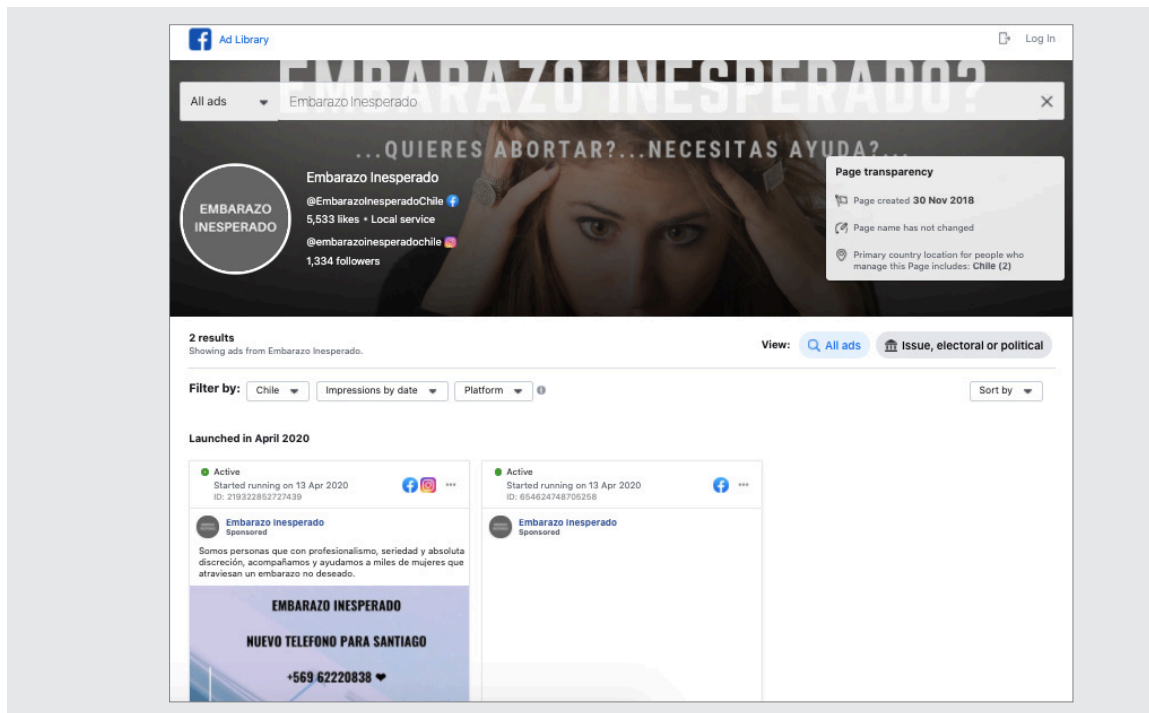 Ad Library
Log In
EMBARAZO INESPERADO?
All ads
Embarazo Inesperado
...QUIERES ABORTAR?...NECESITAS AYUDA?...
EMBARAZO
INESPERADO
Embarazo Inesperado
@EmbarazoInesperadoChile
5,533 likes • Local service
@embarazoinesperadochile
1,334 followers
Page transparency
Page created 30 Nov 2018
Page name has not changed
Primary country location for people who
manage this Page includes: Chile (2)
2 results
Showing ads from Embarazo Inesperado.
View:
All ads
Issue, electoral or political
Filter by:
Chile
Impressions by date
Platform
Sort by
Launched in April 2020
Active
Started running on 13 Apr 2020
ID: 219322852727439
Embarazo Inesperado
Sponsored
Somos personas que con profesionalismo, seriedad y absoluta
discreción, acompañamos y ayudamos a miles de mujeres que
atraviesan un embarazo no deseado.
EMBARAZO INESPERADO
NUEVO TELEFONO PARA SANTIAGO
+569 62220838 ❤
Active
Started running on 13 Apr 2020
ID: 654624748705258
Embarazo Inesperado
Sponsored